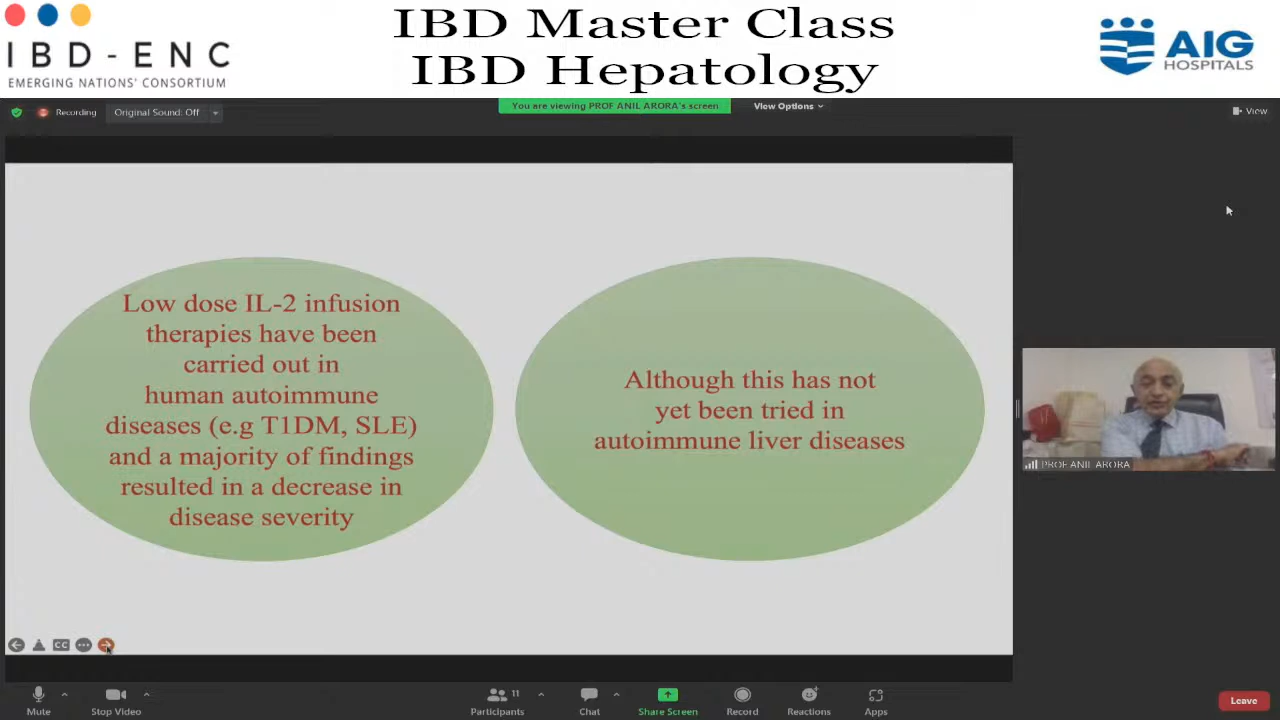 IBD-ENC
EMERGING NATIONS' CONSORTIUM
IBD Master Class
IBD Hepatology
AIG
HOSPITALS
Recording
Original Sound: Off
You are viewing PROF ANIL ARORA's screen
View Options
View
Low dose IL-2 infusion
therapies have been
carried out in
human autoimmune
diseases (e.g T1DM, SLE)
and a majority of findings
resulted in a decrease in
disease severity
Although this has not
yet been tried in
autoimmune liver diseases
PROF ANIL ARORA
CC
Mute
Stop Video
Participants
11
Chat
Share Screen
Record
Reactions
Apps
Leave